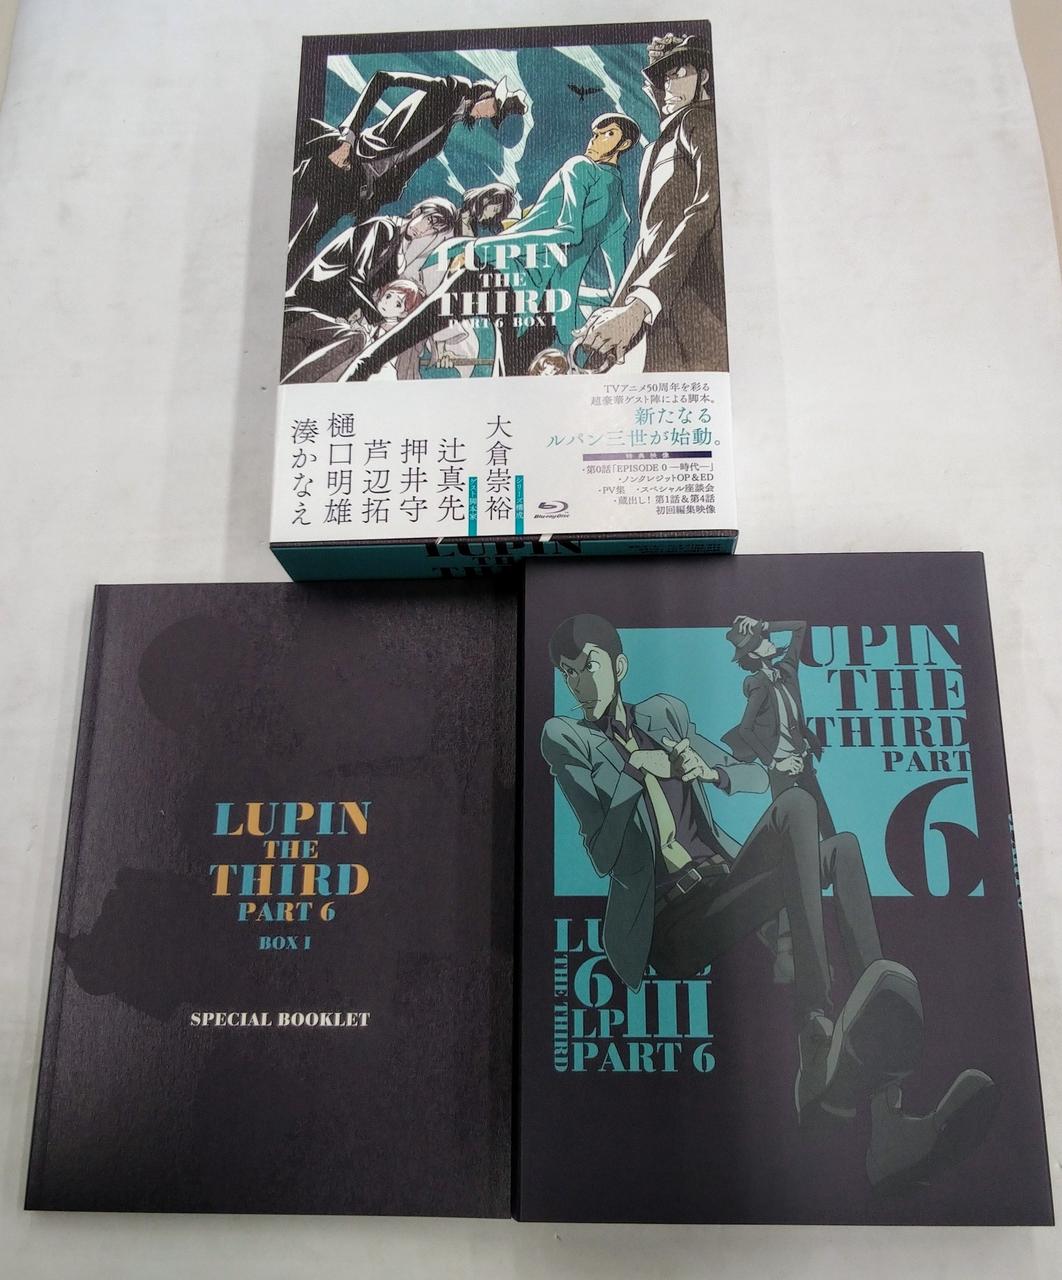 LUPIN
THE
THIRD
PART 6 BOX I
TVアニメ50周年を彩る
超豪華ゲスト陣による脚本。
新たなる
ルパン三世が始動。
特典映像
・第0話「EPISODE 0 ―時代―」
・ノンクレジットOP＆ED
・PV集 ・スペシャル座談会
・蔵出し! 第1話＆第4話
初回編集映像
Blu-ray Disc
シリーズ構成
大倉崇裕
ゲスト脚本家
辻真先
押井守
芦辺拓
樋口明雄
湊かなえ
LUPIN
THE
LUPIN
THE
THIRD
PART 6
BOX I
SPECIAL BOOKLET
LUPIN
THE
THIRD
PART
6
LU
6
THE THIRD
LP III
PART 6